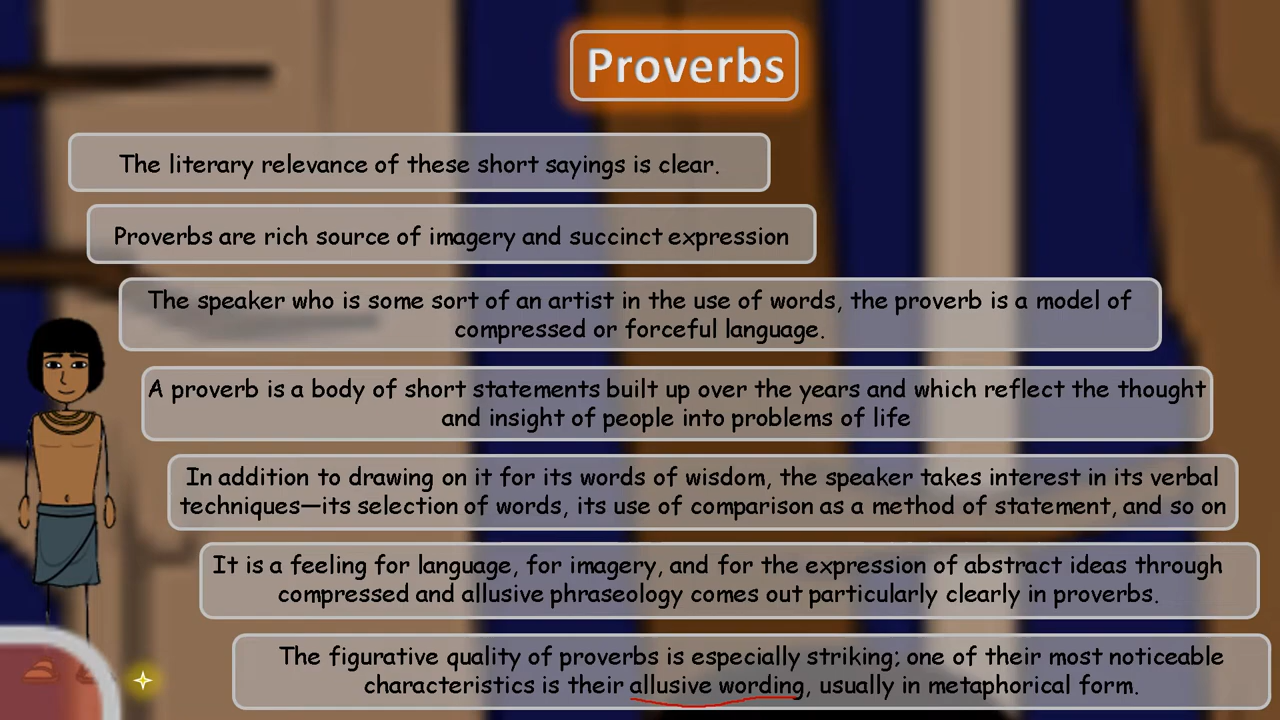 Proverbs
The literary relevance of these short sayings is clear.
Proverbs are rich source of imagery and succinct expression
The speaker who is some sort of an artist in the use of words, the proverb is a model of
compressed or forceful language.
A proverb is a body of short statements built up over the years and which reflect the thought
and insight of people into problems of life
In addition to drawing on it for its words of wisdom, the speaker takes interest in its verbal
techniques—its selection of words, its use of comparison as a method of statement, and so on
It is a feeling for language, for imagery, and for the expression of abstract ideas through
compressed and allusive phraseology comes out particularly clearly in proverbs.
The figurative quality of proverbs is especially striking; one of their most noticeable
characteristics is their allusive wording, usually in metaphorical form.